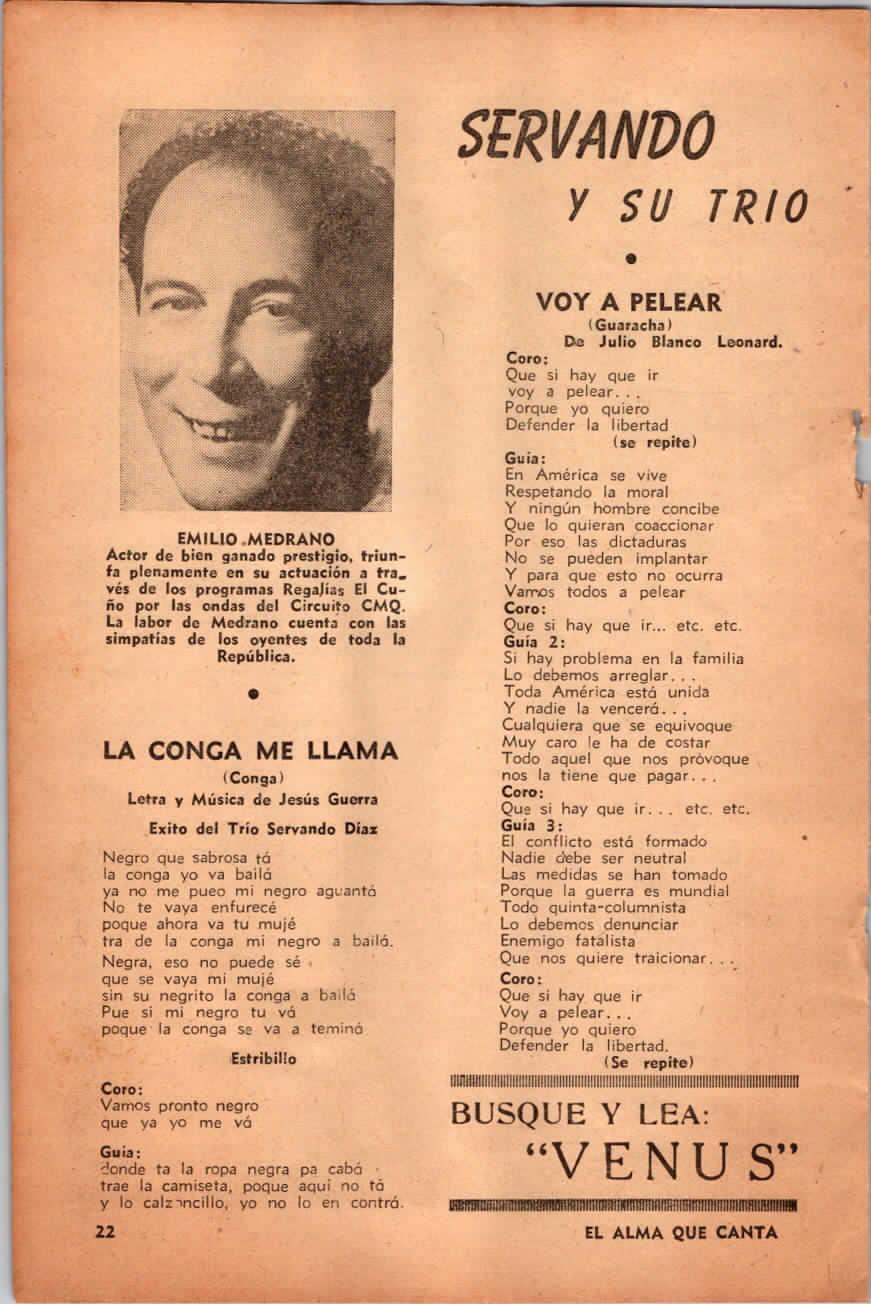 EMILIO MEDRANO
Actor de bien ganado prestigio, triun-
fa plenamente en su actuación a tra-
vés de los programas Regalías El Cu-
ño por las ondas del Circuito CMQ.
La labor de Medrano cuenta con las
simpatías de los oyentes de toda la
República.
LA CONGA ME LLAMA
(Conga)
Letra y Música de Jesús Guerra
Exito del Trío Servando Díaz
Negro que sabrosa tá
la conga yo va bailá
ya no me pueo mi negro aguantá
No te vaya enfurecé
poque ahora va tu mujé
tra de la conga mi negro a bailá.
Negra, eso no puede sé
que se vaya mi mujé
sin su negrito la conga a bailá
Pue si mi negro tu vá
poque la conga se va a teminá
Estribillo
Coro:
Vamos pronto negro
que ya yo me vá
Guía:
donde ta la ropa negra pa cabá
trae la camiseta, poque aquí no tá
y lo calzoncillo, yo no lo en contrá.
22
SERVANDO
Y SU TRIO
VOY A PELEAR
(Guaracha)
De Julio Blanco Leonard.
Coro:
Que si hay que ir
voy a pelear...
Porque yo quiero
Defender la libertad
(se repite)
Guía:
En América se vive
Respetando la moral
Y ningún hombre concibe
Que lo quieran coaccionar
Por eso las dictaduras
No se pueden implantar
Y para que esto no ocurra
Vamos todos a pelear
Coro:
Que si hay que ir... etc. etc.
Guía 2:
Si hay problema en la familia
Lo debemos arreglar...
Toda América está unida
Y nadie la vencerá...
Cualquiera que se equivoque
Muy caro le ha de costar
Todo aquel que nos próvoque
nos la tiene que pagar...
Coro:
Que si hay que ir... etc. etc.
Guía 3:
El conflicto está formado
Nadie debe ser neutral
Las medidas se han tomado
Porque la guerra es mundial
Todo quinta-columnista
Lo debemos denunciar
Enemigo fatalista
Que nos quiere traicionar...
Coro:
Que si hay que ir
Voy a pelear...
Porque yo quiero
Defender la libertad.
(Se repite)
BUSQUE Y LEA:
"VENUS"
EL ALMA QUE CANTA